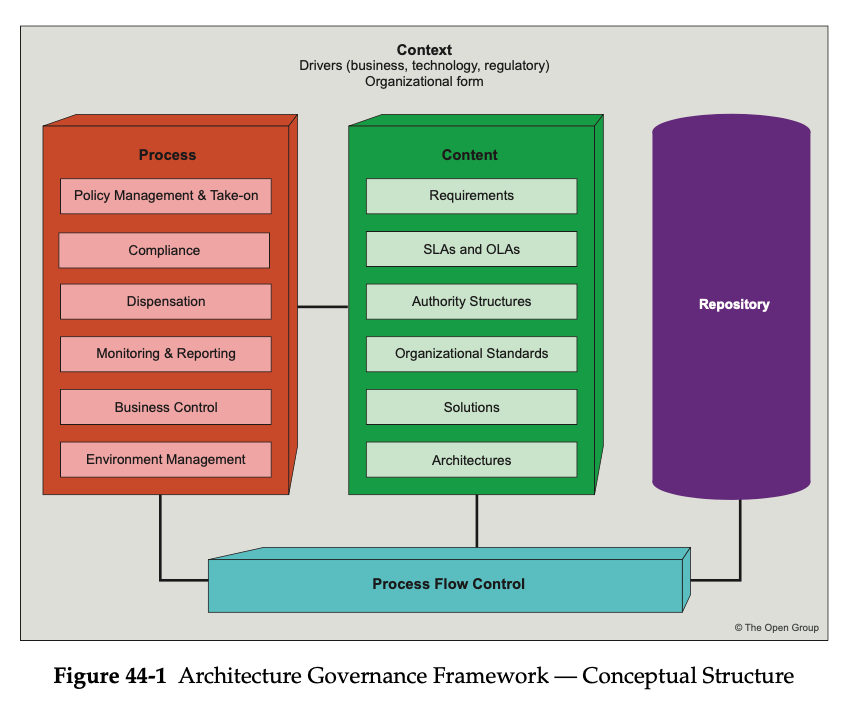 Context
Drivers (business, technology, regulatory)
Organizational form
Process
Policy Management & Take-on
Compliance
Dispensation
Monitoring & Reporting
Business Control
Environment Management
Content
Requirements
SLAs and OLAs
Authority Structures
Organizational Standards
Solutions
Architectures
Repository
Process Flow Control
© The Open Group
Figure 44-1 Architecture Governance Framework — Conceptual Structure